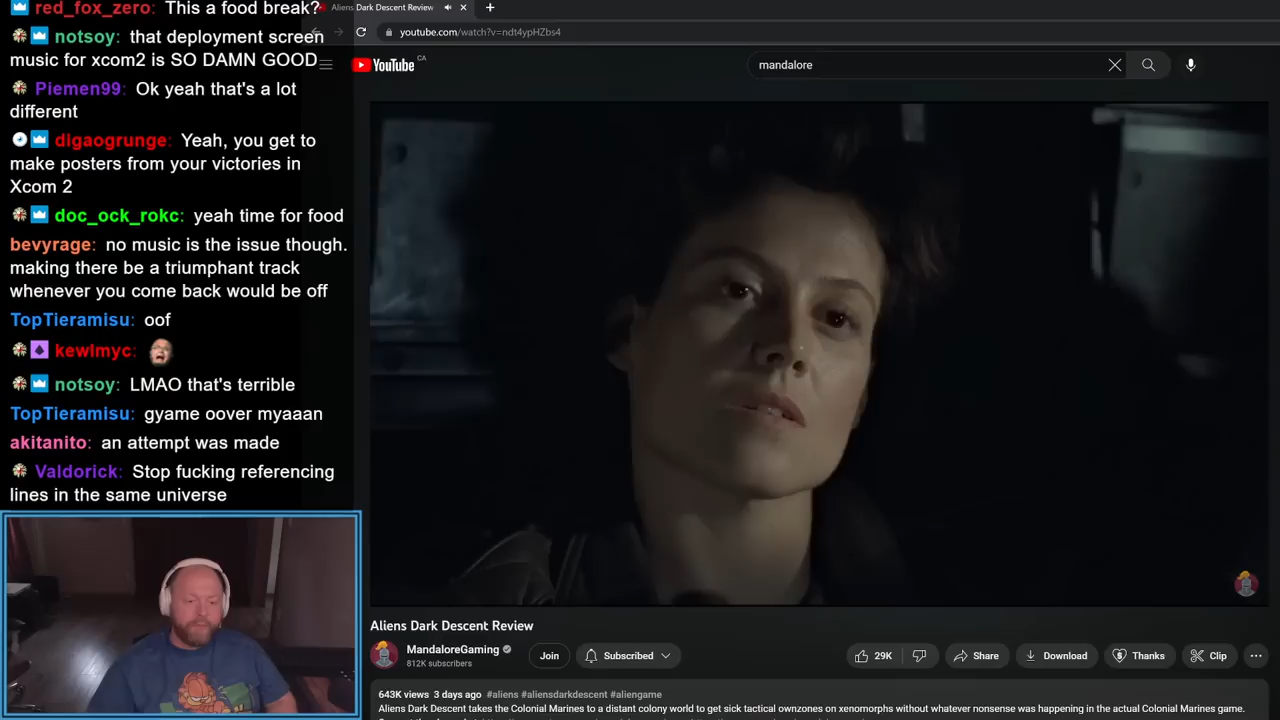 red_fox_zero: This a food break?
notsoy: that deployment screen
music for xcom2 is SO DAMN GOOD
Piemen99: Ok yeah that's a lot
different
dlgaogrunge: Yeah, you get to
make posters from your victories in
Xcom 2
doc_ock_rokc: yeah time for food
bevyrage: no music is the issue though.
making there be a triumphant track
whenever you come back would be off
TopTieramisu: oof
kewlmyc:
notsoy: LMAO that's terrible
TopTieramisu: gyame oover myaaan
akitanito: an attempt was made
Valdorick: Stop fucking referencing
lines in the same universe
Aliens Dark Descent Review
youtube.com/watch?v=ndt4ypHZbs4
YouTube CA
mandalore
Aliens Dark Descent Review
MandaloreGaming
812K subscribers
Join
Subscribed
29K
Share
Download
Thanks
Clip
643K views 3 days ago #aliens #aliensdarkdescent #aliengame
Aliens Dark Descent takes the Colonial Marines to a distant colony world to get sick tactical ownzones on xenomorphs without whatever nonsense was happening in the actual Colonial Marines game.